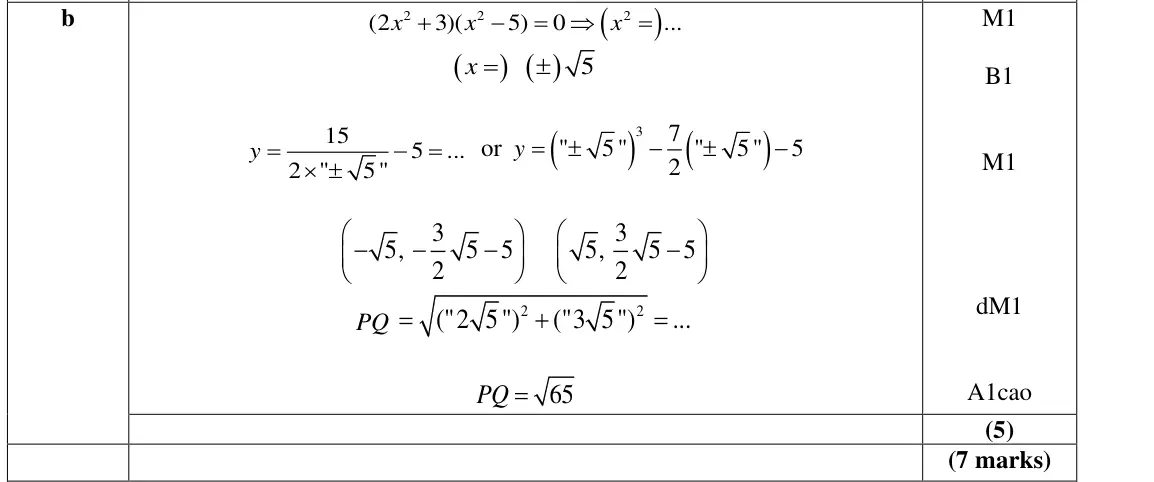 b (2x² + 3)(x² − 5) = 0 ⇒ (x² =)... M1
(x =) (±)√5 B1
y = 15/(2×"±√5") − 5 = ... or y = ("±√5")³ − 7/2("±√5") − 5 M1
(−√5, −3/2√5 − 5) (√5, 3/2√5 − 5)
PQ = √(("2√5")² + ("3√5")²) = ... dM1
PQ = √65 A1cao
(5)
(7 marks)